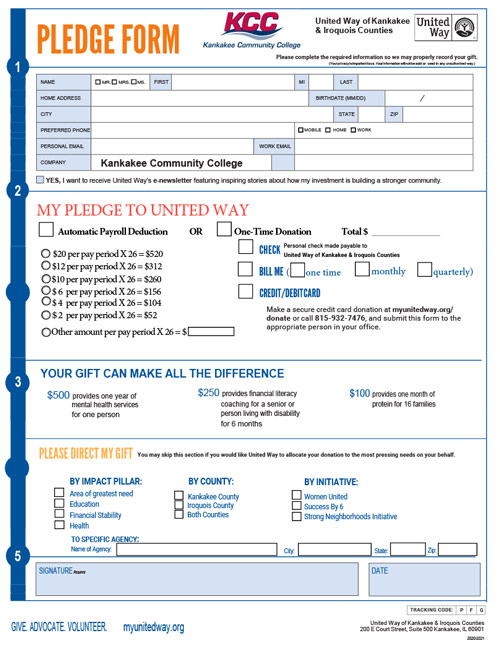 PLEDGE FORM
KCC
Kankakee Community College
United Way of Kankakee
& Iroquois Counties
United
Way
Please complete the required information so we may properly record your gift.
1
NAME MR. MRS. MS. FIRST MI LAST
HOME ADDRESS BIRTHDATE (MM/DD) /
CITY STATE ZIP
PREFERRED PHONE MOBILE HOME WORK
PERSONAL EMAIL WORK EMAIL
COMPANY Kankakee Community College
YES, I want to receive United Way's e-newsletter featuring inspiring stories about how my investment is building a stronger community.
2
MY PLEDGE TO UNITED WAY
Automatic Payroll Deduction OR One-Time Donation Total $
$20 per pay period X 26 = $520
$12 per pay period X 26 = $312
$10 per pay period X 26 = $260
$ 6 per pay period X 26 = $156
$ 4 per pay period X 26 = $104
$ 2 per pay period X 26 = $52
Other amount per pay period X 26 = $
CHECK Personal check made payable to
United Way of Kankakee & Iroquois Counties
BILL ME ( one time monthly quarterly)
CREDIT/DEBIT CARD
Make a secure credit card donation at myunitedway.org/
donate or call 815-932-7476, and submit this form to the
appropriate person in your office.
3
YOUR GIFT CAN MAKE ALL THE DIFFERENCE
$500 provides one year of
mental health services
for one person
$250 provides financial literacy
coaching for a senior or
person living with disability
for 6 months
$100 provides one month of
protein for 16 families
PLEASE DIRECT MY GIFT You may skip this section if you would like United Way to allocate your donation to the most pressing needs on your behalf.
BY IMPACT PILLAR:
Area of greatest need
Education
Financial Stability
Health
BY COUNTY:
Kankakee County
Iroquois County
Both Counties
BY INITIATIVE:
Women United
Success By 6
Strong Neighborhoods Initiative
TO SPECIFIC AGENCY:
Name of Agency: City: State: Zip:
5
SIGNATURE Required DATE
TRACKING CODE: P F G
GIVE. ADVOCATE. VOLUNTEER. myunitedway.org
United Way of Kankakee & Iroquois Counties
200 E Court Street, Suite 500 Kankakee, IL 60901
2020/2021